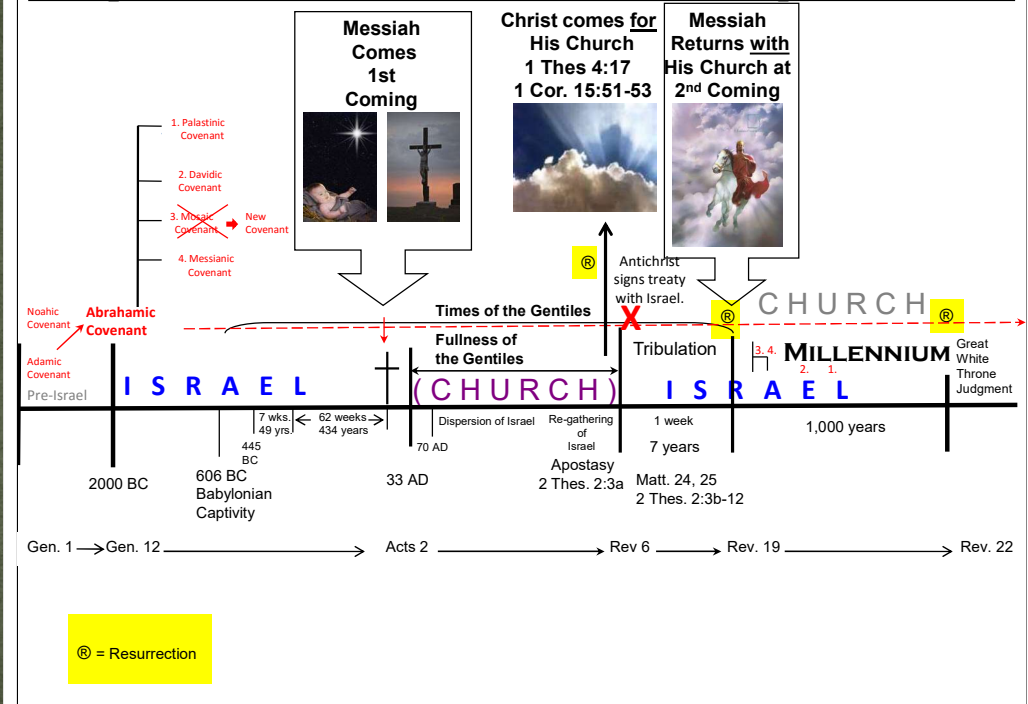 Messiah
Comes
1st
Coming
Christ comes for
His Church
1 Thes 4:17
1 Cor. 15:51-53
Messiah
Returns with
His Church at
2nd Coming
1. Palastinic
Covenant
2. Davidic
Covenant
3. Mosaic
Covenant
New
Covenant
4. Messianic
Covenant
Noahic
Covenant
Abrahamic
Covenant
Adamic
Covenant
Pre-Israel
®
Antichrist
signs treaty
with Israel.
X
®
CHURCH
®
Times of the Gentiles
Fullness of
the Gentiles
Tribulation
3. 4.
MILLENNIUM
2. 1.
Great
White
Throne
Judgment
ISRAEL
(CHURCH)
ISRAEL
7 wks.
49 yrs.
62 weeks
434 years
445
BC
70 AD
Dispersion of Israel
Re-gathering
of
Israel
1 week
7 years
1,000 years
2000 BC
606 BC
Babylonian
Captivity
33 AD
Apostasy
2 Thes. 2:3a
Matt. 24, 25
2 Thes. 2:3b-12
Gen. 1
Gen. 12
Acts 2
Rev 6
Rev. 19
Rev. 22
® = Resurrection